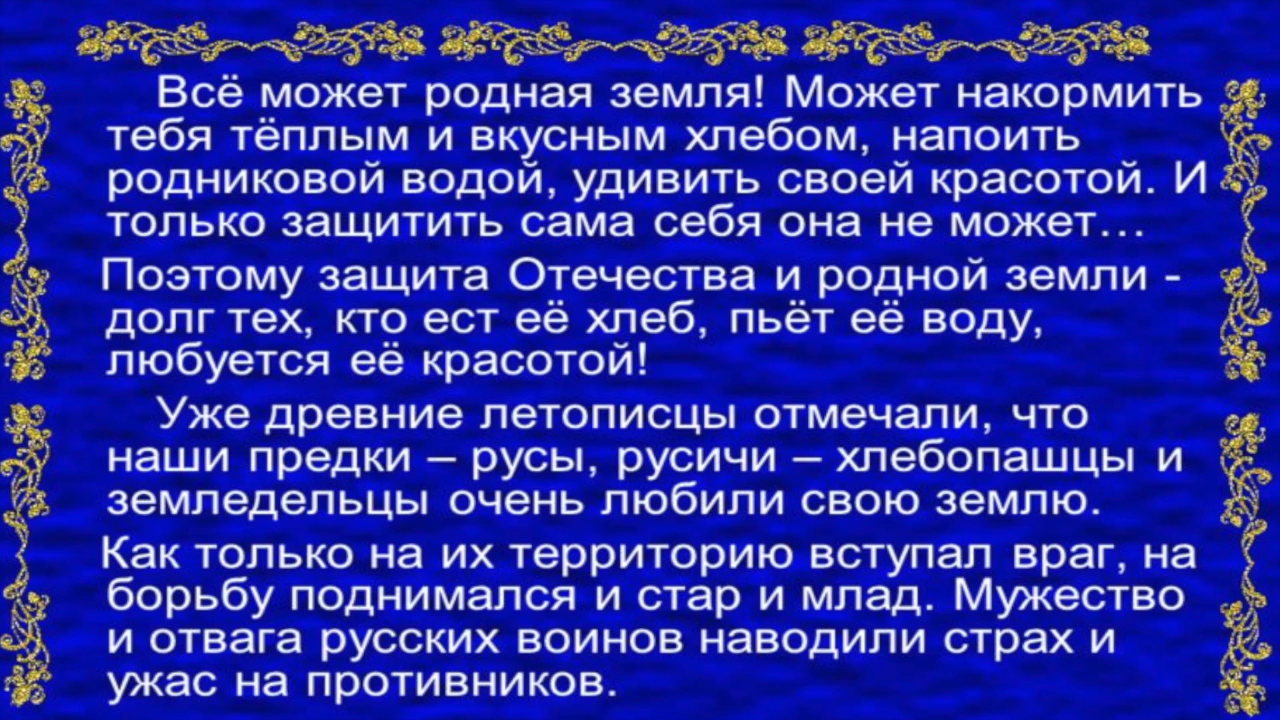 Всё может родная земля! Может накормить
тебя тёплым и вкусным хлебом, напоить
родниковой водой, удивить своей красотой. И
только защитить сама себя она не может…
Поэтому защита Отечества и родной земли -
долг тех, кто ест её хлеб, пьёт её воду,
любуется её красотой!
Уже древние летописцы отмечали, что
наши предки – русы, русичи – хлебопашцы и
земледельцы очень любили свою землю.
Как только на их территорию вступал враг, на
борьбу поднимался и стар и млад. Мужество
и отвага русских воинов наводили страх и
ужас на противников.